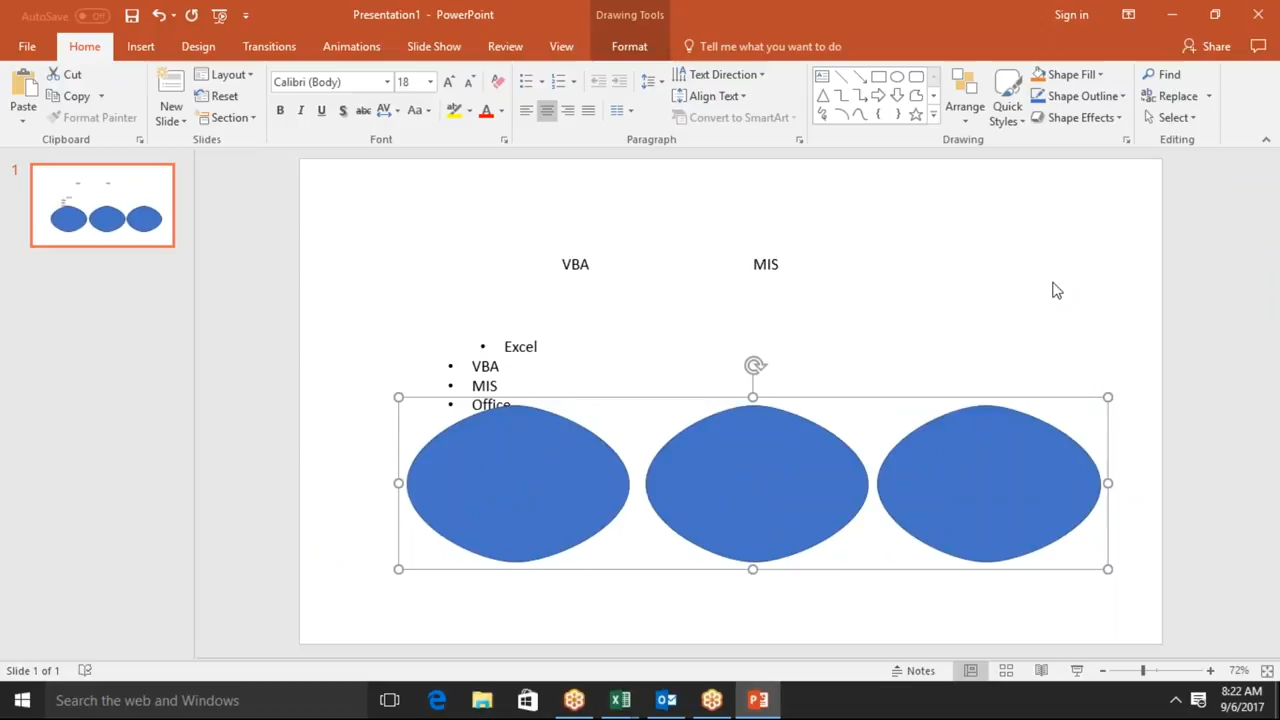 AutoSave Off Presentation1 - PowerPoint Drawing Tools Sign in
File Home Insert Design Transitions Animations Slide Show Review View Format Tell me what you want to do Share
Paste Cut Copy Format Painter
New Slide Layout Reset Section
Calibri (Body) 18
B I U S abc AV Aa A
Text Direction Align Text Convert to SmartArt
Arrange Quick Styles Shape Fill Shape Outline Shape Effects
Find Replace Select
Clipboard Slides Font Paragraph Drawing Editing
1
VBA MIS
• Excel
• VBA
• MIS
• Office
Slide 1 of 1 Notes 72%
Search the web and Windows 8:22 AM
9/6/2017